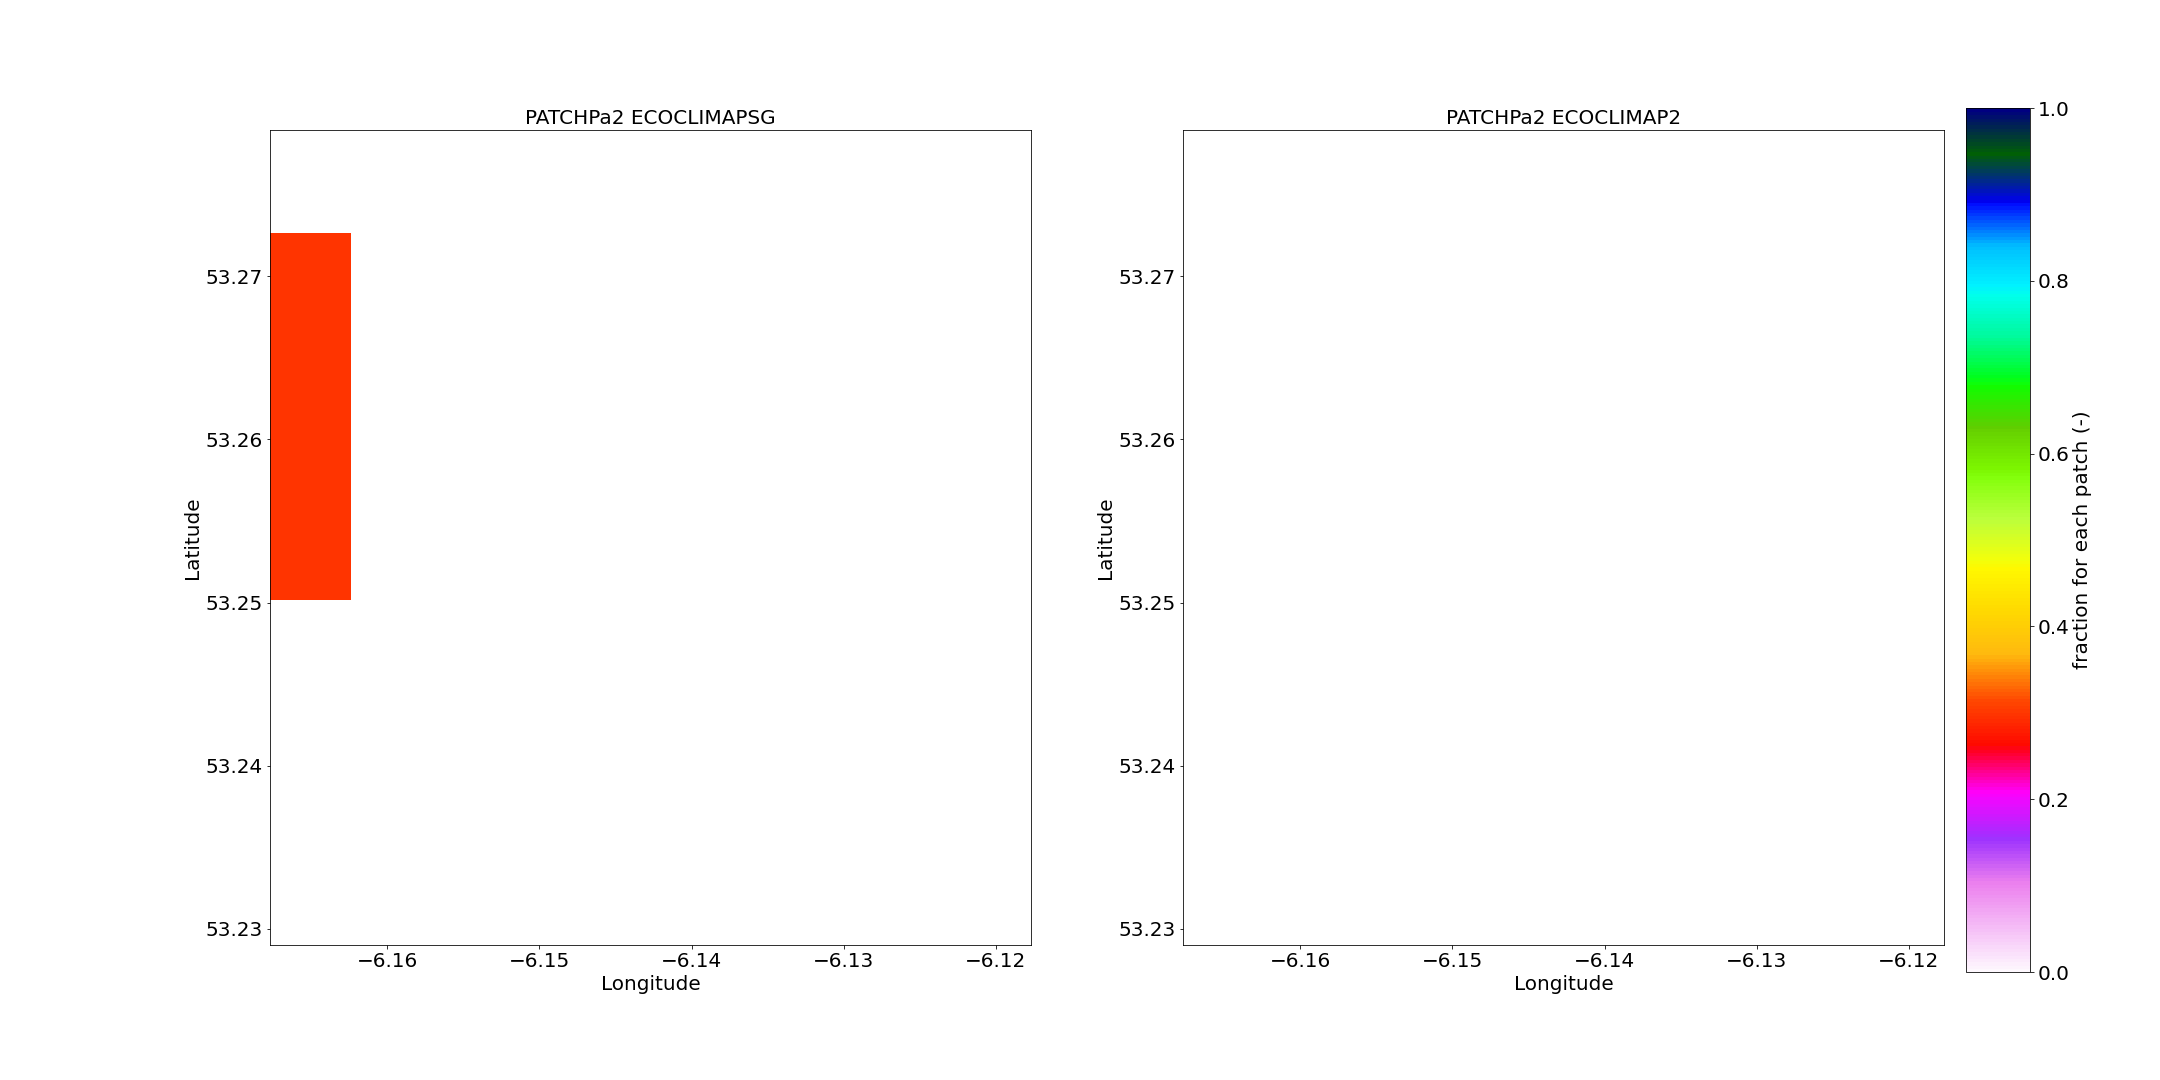 PATCHPa2 ECOCLIMAPSG
53.27
53.26
53.25
53.24
53.23
Latitude
−6.16 −6.15 −6.14 −6.13 −6.12
Longitude
PATCHPa2 ECOCLIMAP2
53.27
53.26
53.25
53.24
53.23
Latitude
−6.16 −6.15 −6.14 −6.13 −6.12
Longitude
1.0
0.8
0.6
0.4
0.2
0.0
fraction for each patch (-)